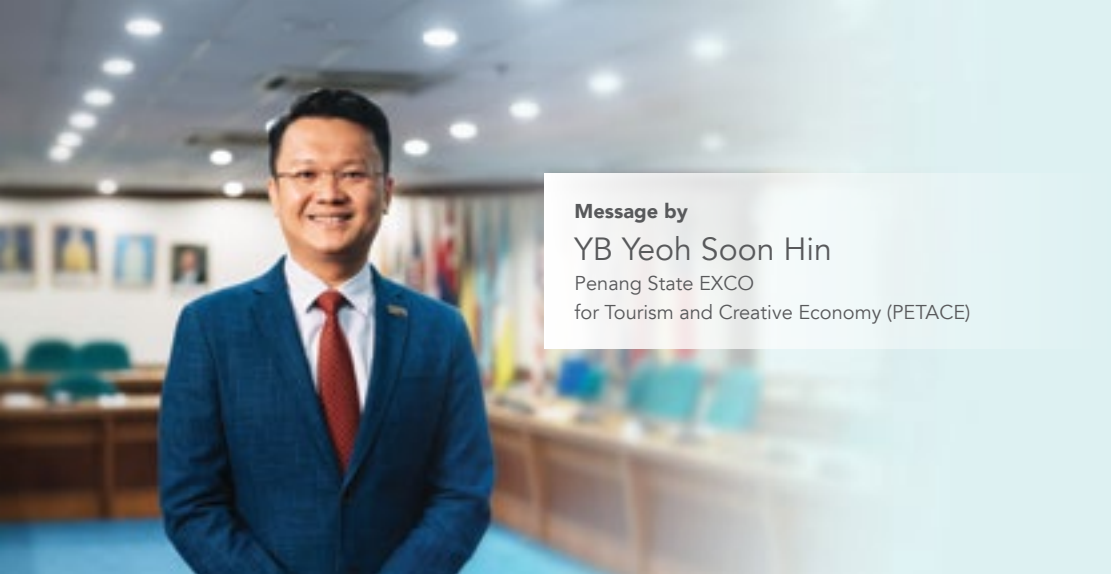 Message by
YB Yeoh Soon Hin
Penang State EXCO
for Tourism and Creative Economy (PETACE)